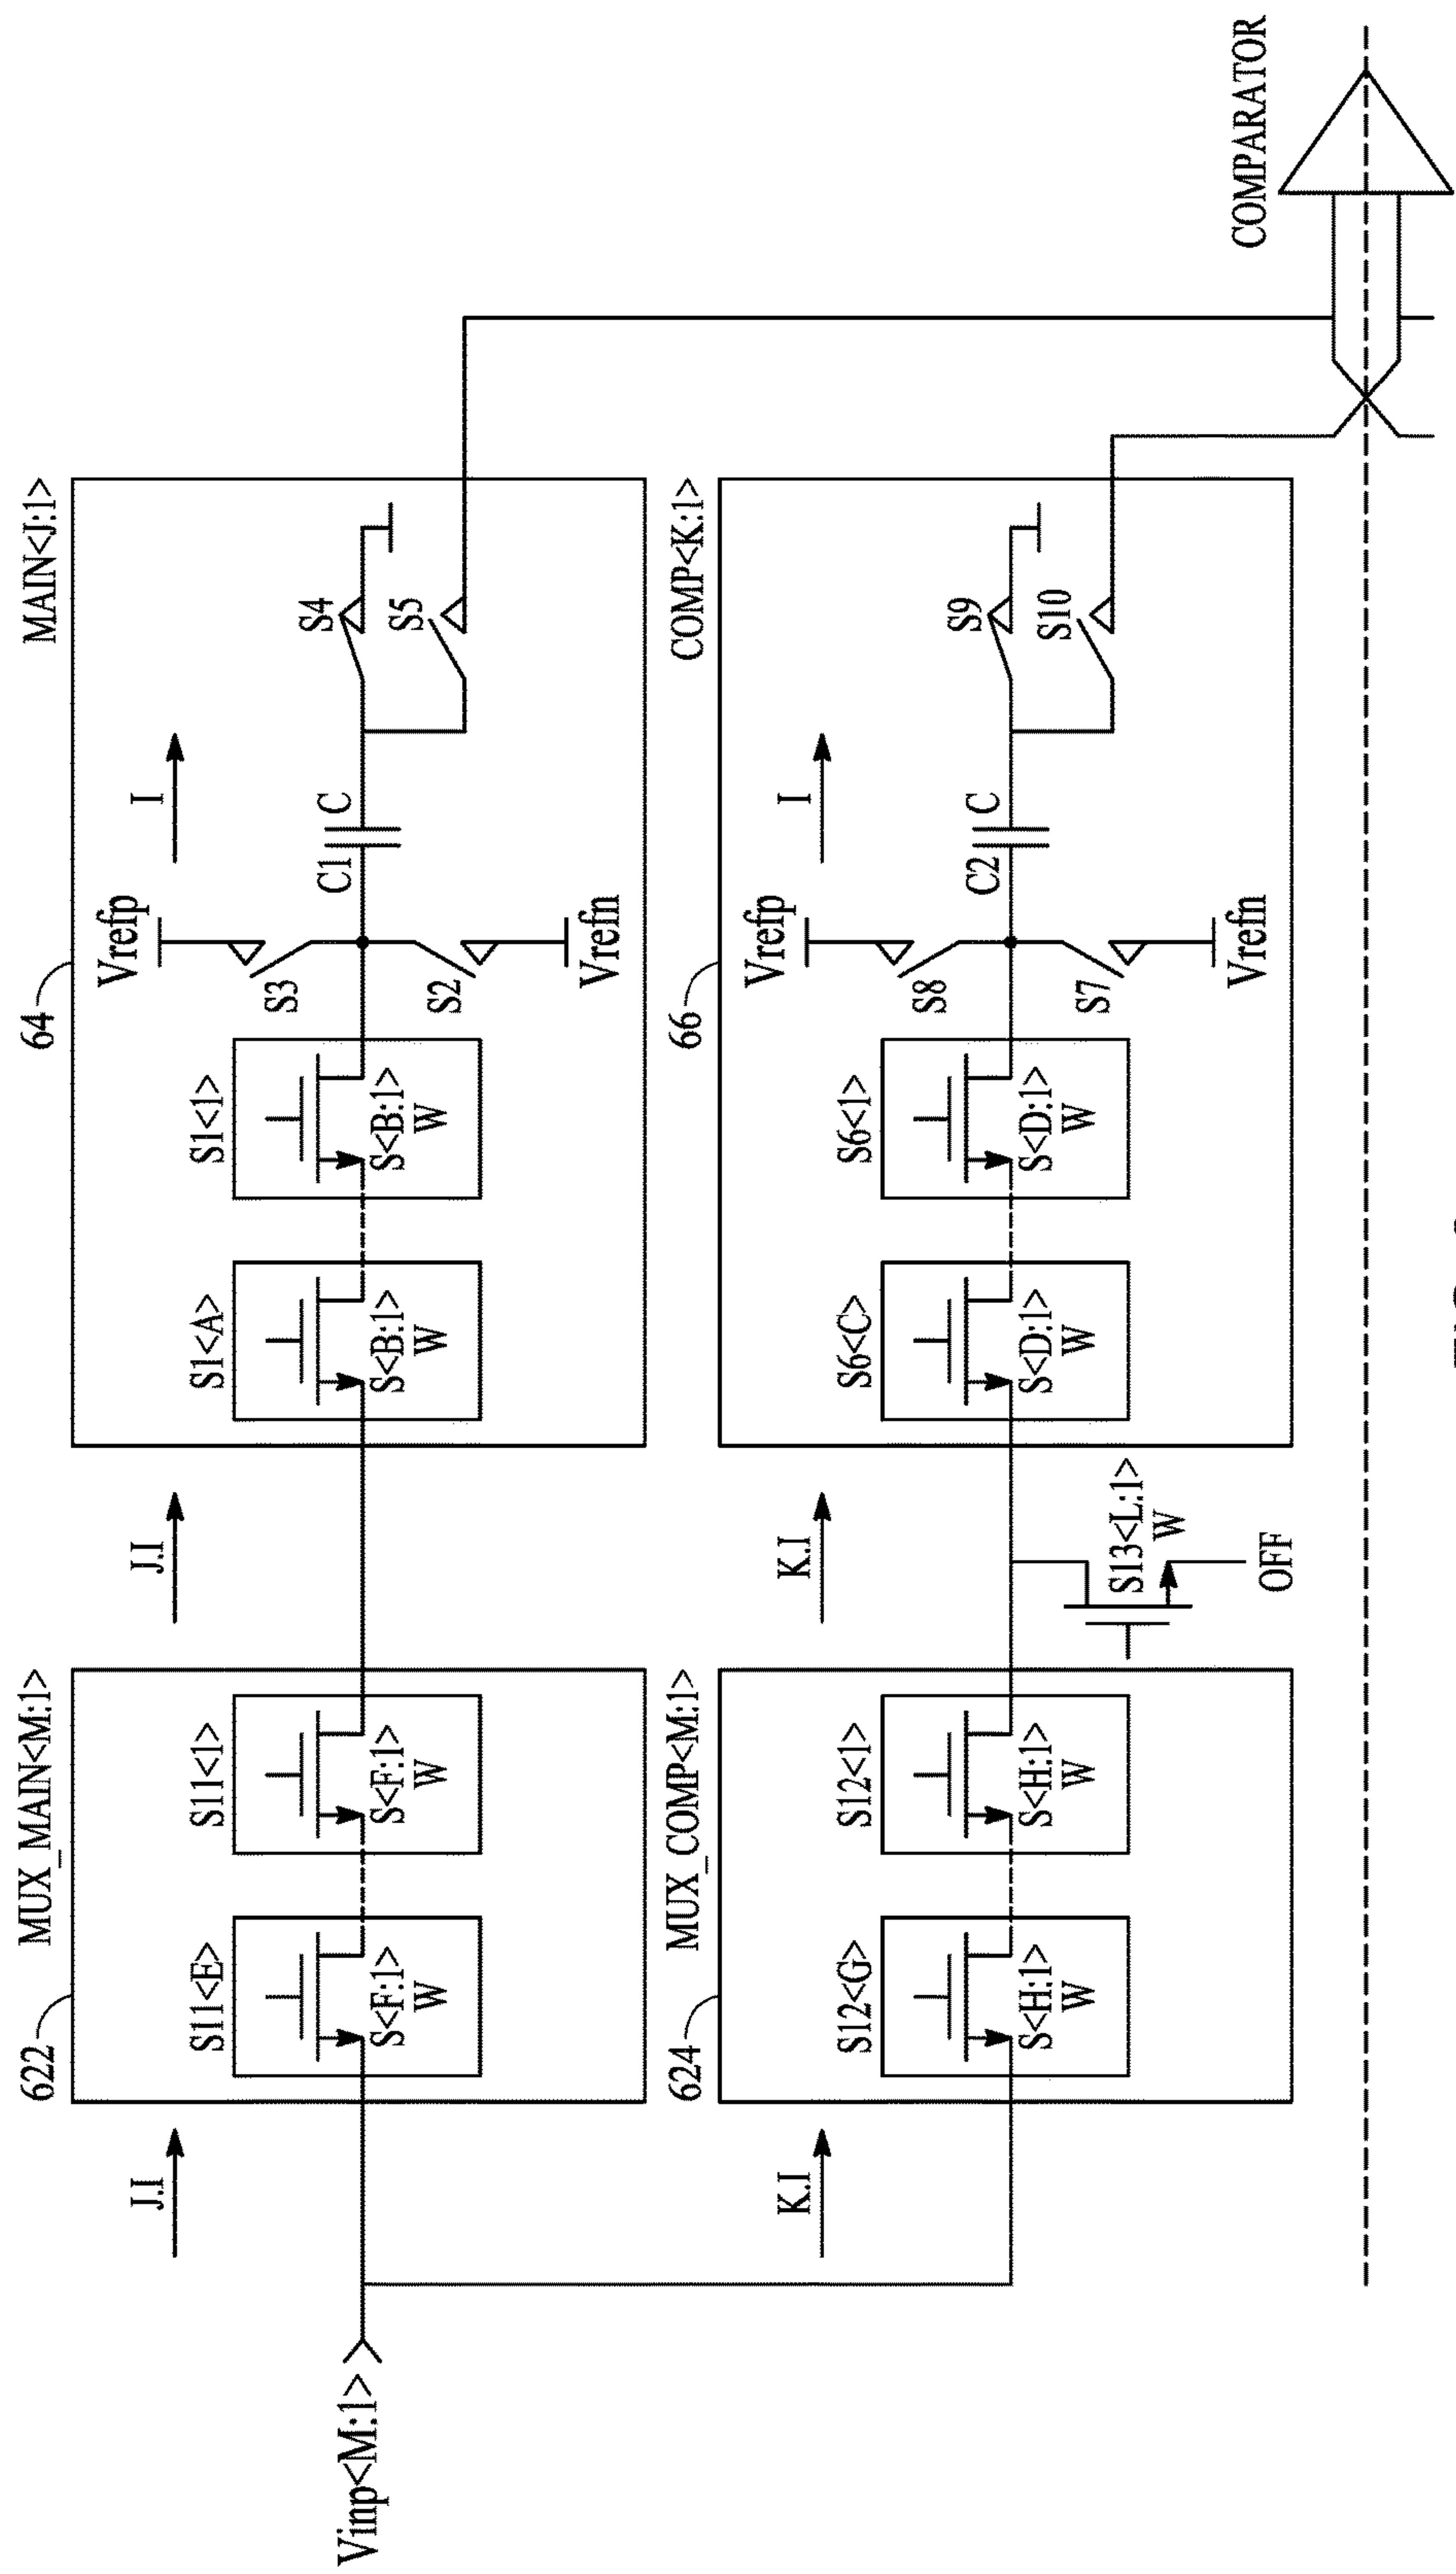 622
MUX_MAIN<M:1>
64
MAIN<J:1>
J.I
J.I
I
S11<E>
S11<1>
S1<A>
S1<1>
Vrefp
S3
S4
C1
C
S5
Vinp<M:1>
S<F:1>
W
S<F:1>
W
S<B:1>
W
S<B:1>
W
S2
Vrefn
624
MUX_COMP<M:1>
66
COMP<K:1>
K.I
K.I
I
S12<G>
S12<1>
S6<C>
S6<1>
Vrefp
S8
S9
C2
C
S10
S<H:1>
W
S<H:1>
W
S<D:1>
W
S<D:1>
W
S7
Vrefn
S13<L:1>
W
OFF
COMPARATOR